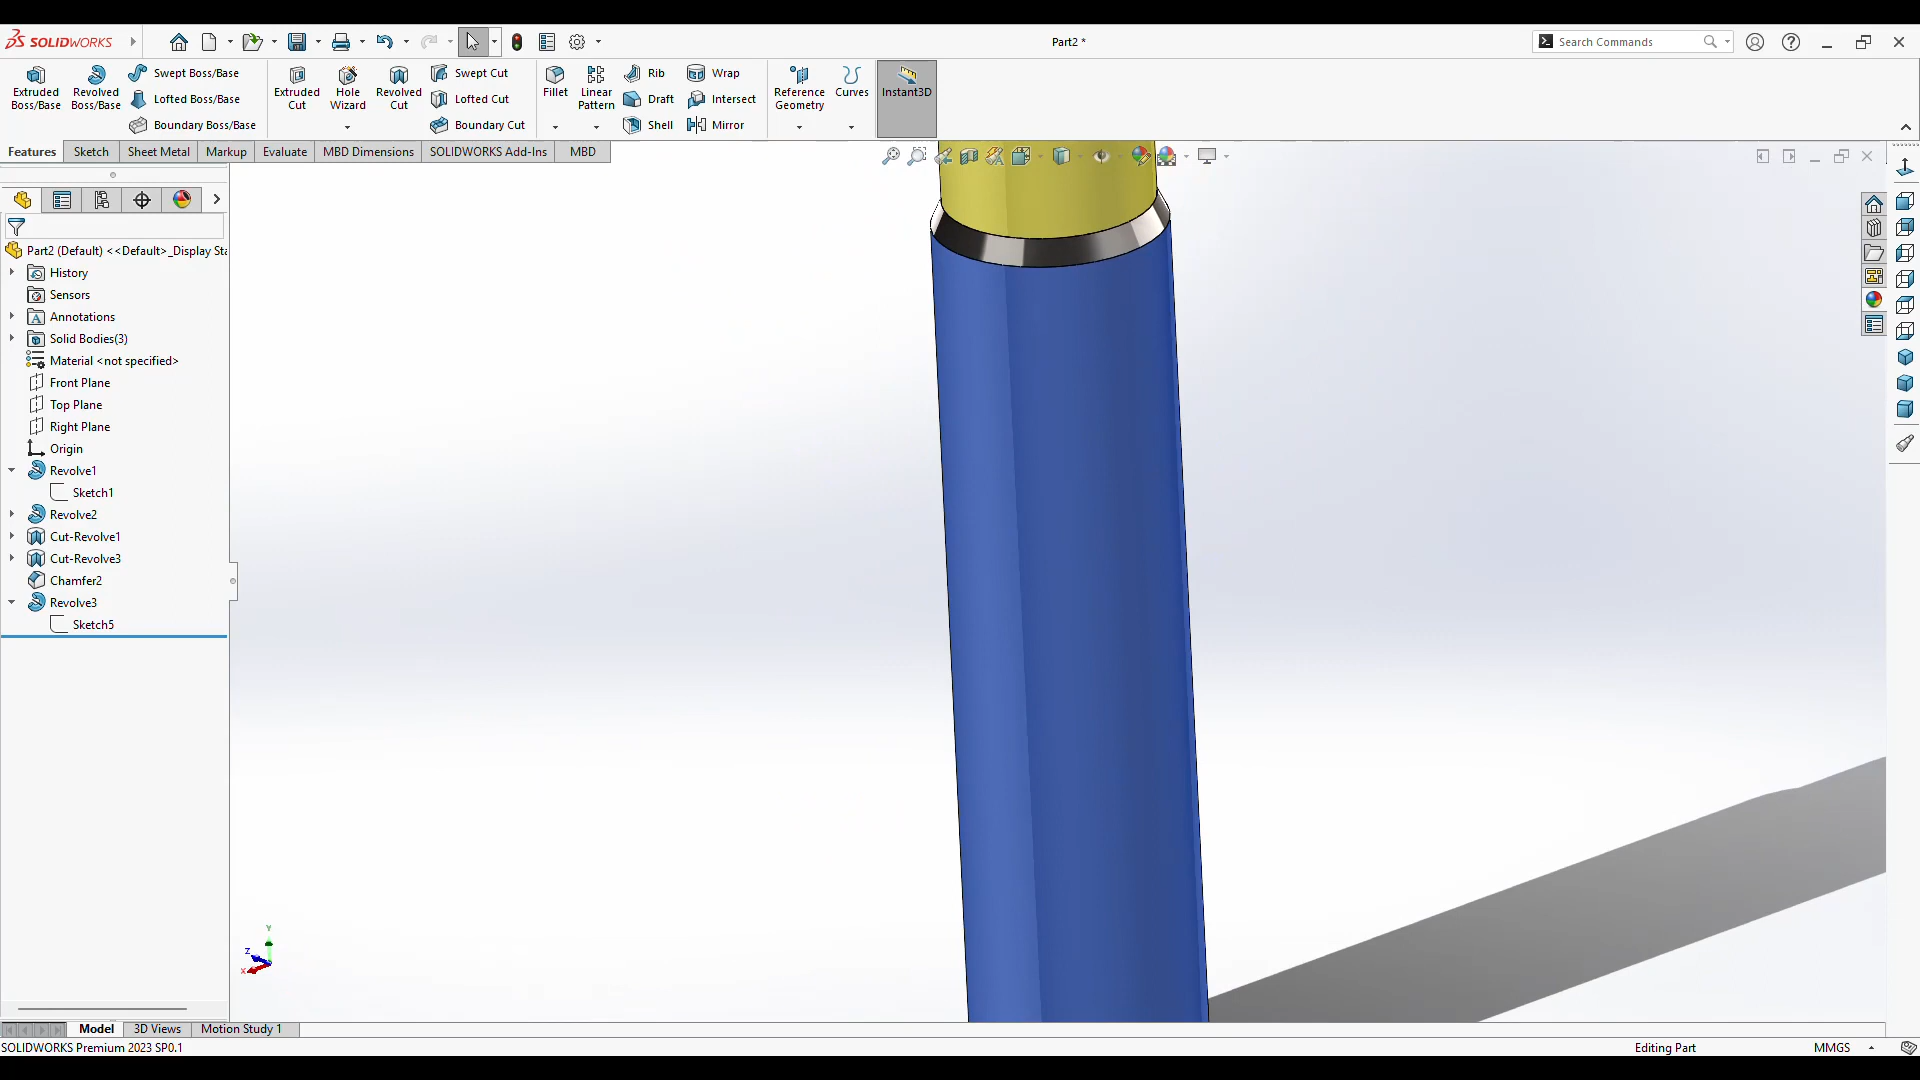 SOLIDWORKS
Part2 *
Search Commands
Extruded Boss/Base
Revolved Boss/Base
Swept Boss/Base
Lofted Boss/Base
Boundary Boss/Base
Extruded Cut
Hole Wizard
Revolved Cut
Swept Cut
Lofted Cut
Boundary Cut
Fillet
Linear Pattern
Rib
Draft
Shell
Wrap
Intersect
Mirror
Reference Geometry
Curves
Instant3D
Features
Sketch
Sheet Metal
Markup
Evaluate
MBD Dimensions
SOLIDWORKS Add-Ins
MBD
Part2 (Default) <<Default>_Display Sta
History
Sensors
Annotations
Solid Bodies(3)
Material <not specified>
Front Plane
Top Plane
Right Plane
Origin
Revolve1
Sketch1
Revolve2
Cut-Revolve1
Cut-Revolve3
Chamfer2
Revolve3
Sketch5
Y
Z
X
Model
3D Views
Motion Study 1
SOLIDWORKS Premium 2023 SP0.1
Editing Part
MMGS